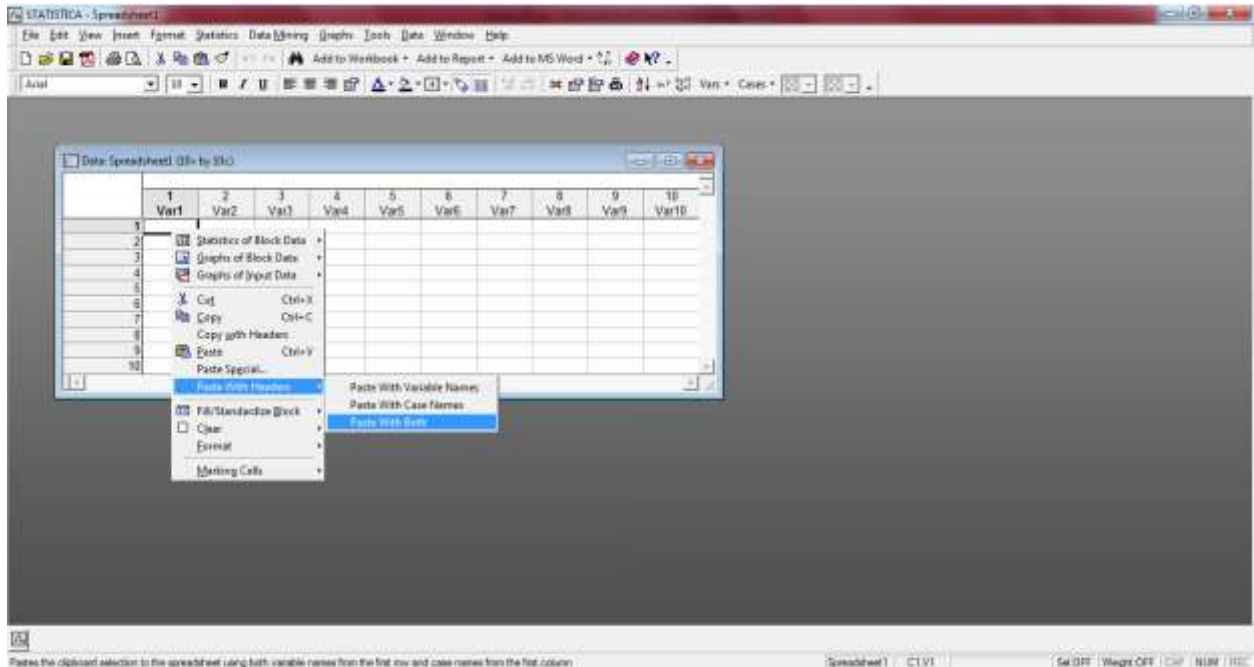 STATISTICA - Spreadsheet1
File Edit View Insert Format Statistics Data Mining Graphs Tools Data Window Help
Add to Workbook Add to Report Add to MS Word
Arial 10 B I U Vars Cases
Data: Spreadsheet1 (10v by 10c)
1 2 3 4 5 6 7 8 9 10
Var1 Var2 Var3 Var4 Var5 Var6 Var7 Var8 Var9 Var10
1
2 Statistics of Block Data
3 Graphs of Block Data
4 Graphs of Input Data
5
6 Cut Ctrl+X
7 Copy Ctrl+C
8 Copy with Headers
9 Paste Ctrl+V
10 Paste Special...
Paste With Headers Paste With Variable Names
Paste With Case Names
Fill/Standardize Block
Clear Paste With Both
Format
Marking Cells
Pastes the clipboard selection to the spreadsheet using both variable names from the first row and case names from the first column
Spreadsheet1 C1,V1 Sel:OFF Weight:OFF CAP NUM REC